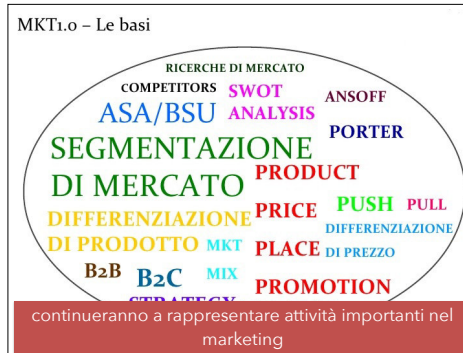 MKT1.0 – Le basi
RICERCHE DI MERCATO
COMPETITORS
SWOT
ANALYSIS
ANSOFF
ASA/BSU
PORTER
SEGMENTAZIONE
DI MERCATO
PRODUCT
DIFFERENZIAZIONE
DI PRODOTTO
PRICE
PUSH
PULL
DIFFERENZIAZIONE
DI PREZZO
MKT
MIX
PLACE
B2B
B2C
PROMOTION
STRATEGY
continueranno a rappresentare attività importanti nel
marketing